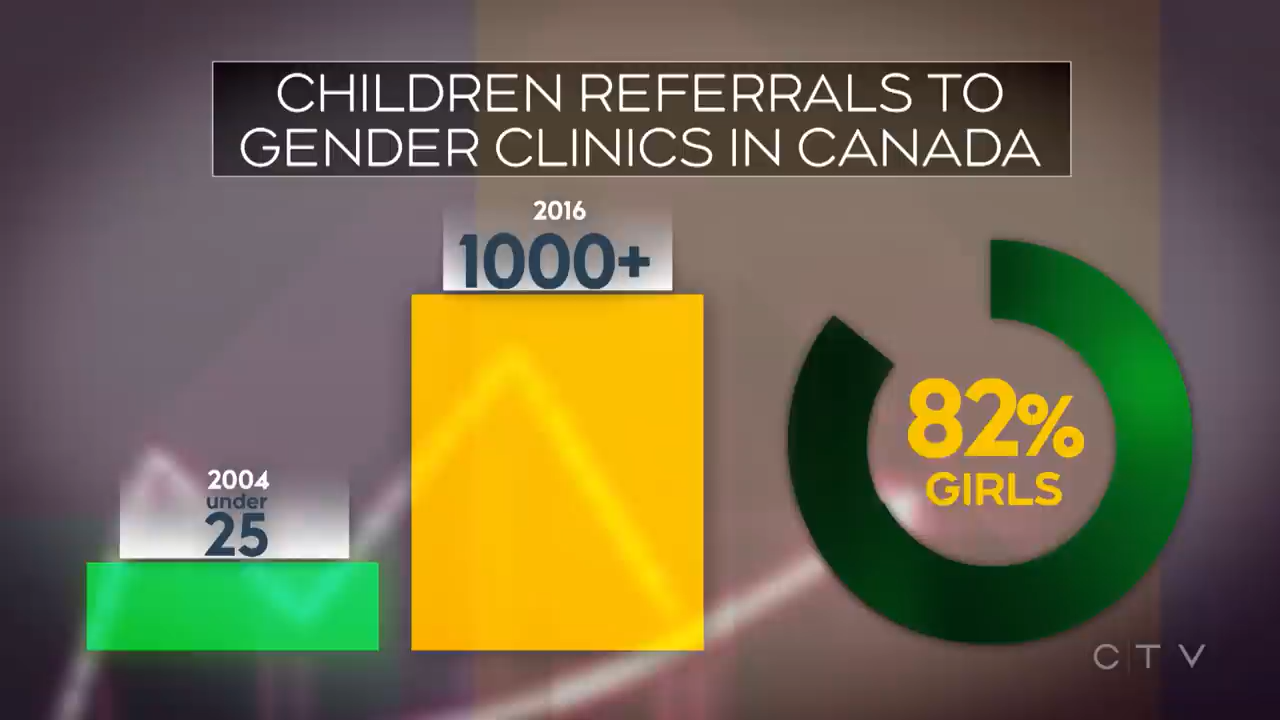 CHILDREN REFERRALS TO
GENDER CLINICS IN CANADA
2004
under
25
2016
1000+
82%
GIRLS
CTV